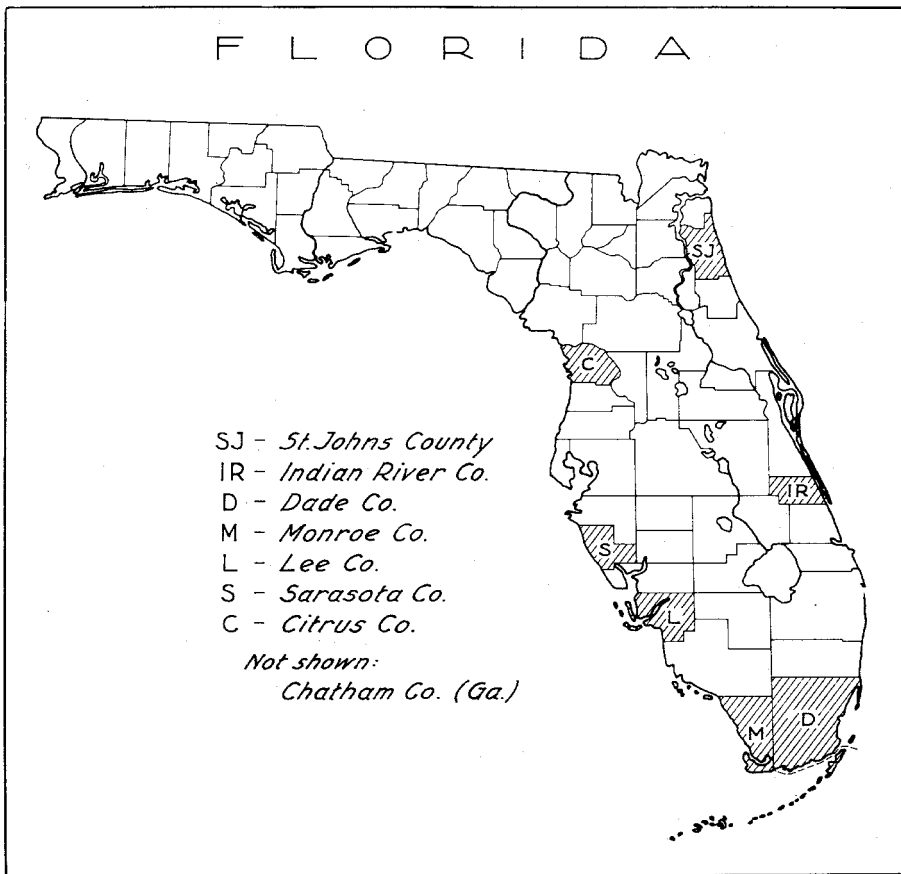 FLORIDA
SJ
C
IR
S
L
M
D
SJ - St. Johns County
IR - Indian River Co.
D - Dade Co.
M - Monroe Co.
L - Lee Co.
S - Sarasota Co.
C - Citrus Co.
Not shown:
Chatham Co. (Ga.)